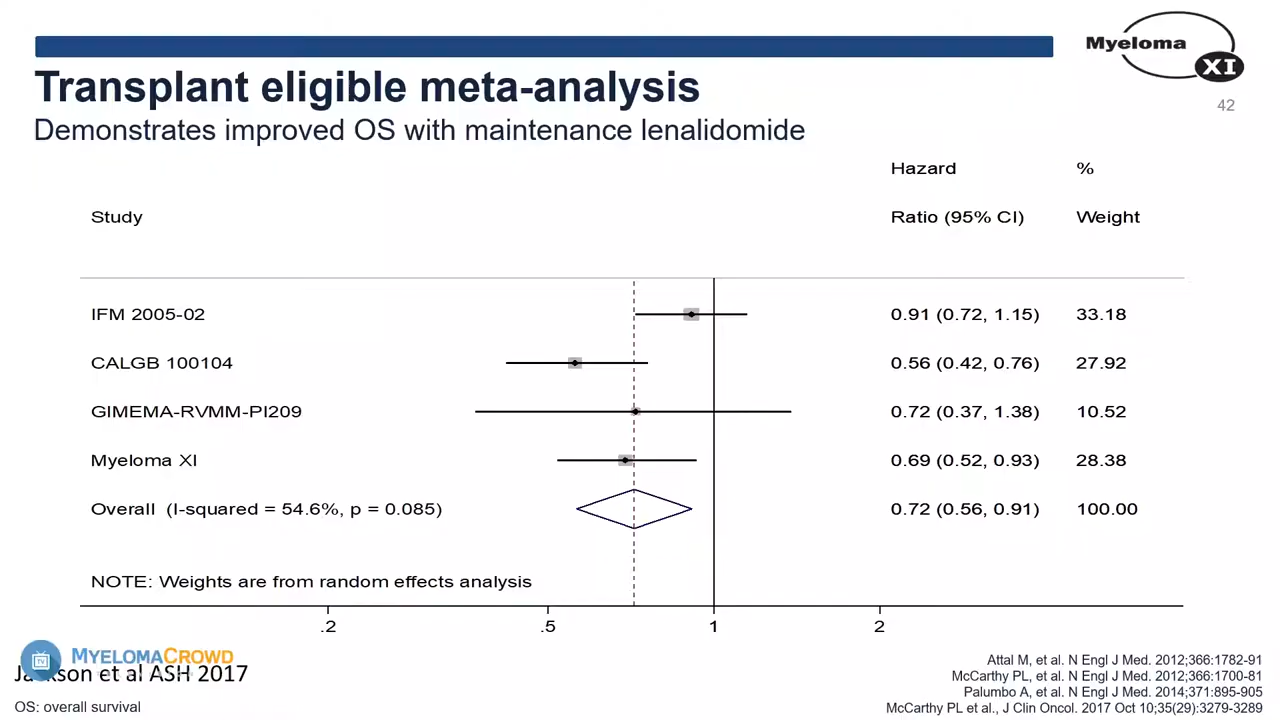 Myeloma
XI
Transplant eligible meta-analysis
42
Demonstrates improved OS with maintenance lenalidomide
Hazard %
Study Ratio (95% CI) Weight
IFM 2005-02 0.91 (0.72, 1.15) 33.18
CALGB 100104 0.56 (0.42, 0.76) 27.92
GIMEMA-RVMM-PI209 0.72 (0.37, 1.38) 10.52
Myeloma XI 0.69 (0.52, 0.93) 28.38
Overall (I-squared = 54.6%, p = 0.085) 0.72 (0.56, 0.91) 100.00
NOTE: Weights are from random effects analysis
.2 .5 1 2
MYELOMACROWD
et al ASH 2017
OS: overall survival
Attal M, et al. N Engl J Med. 2012;366:1782-91
McCarthy PL, et al. N Engl J Med. 2012;366:1700-81
Palumbo A, et al. N Engl J Med. 2014;371:895-905
McCarthy PL et al., J Clin Oncol. 2017 Oct 10;35(29):3279-3289